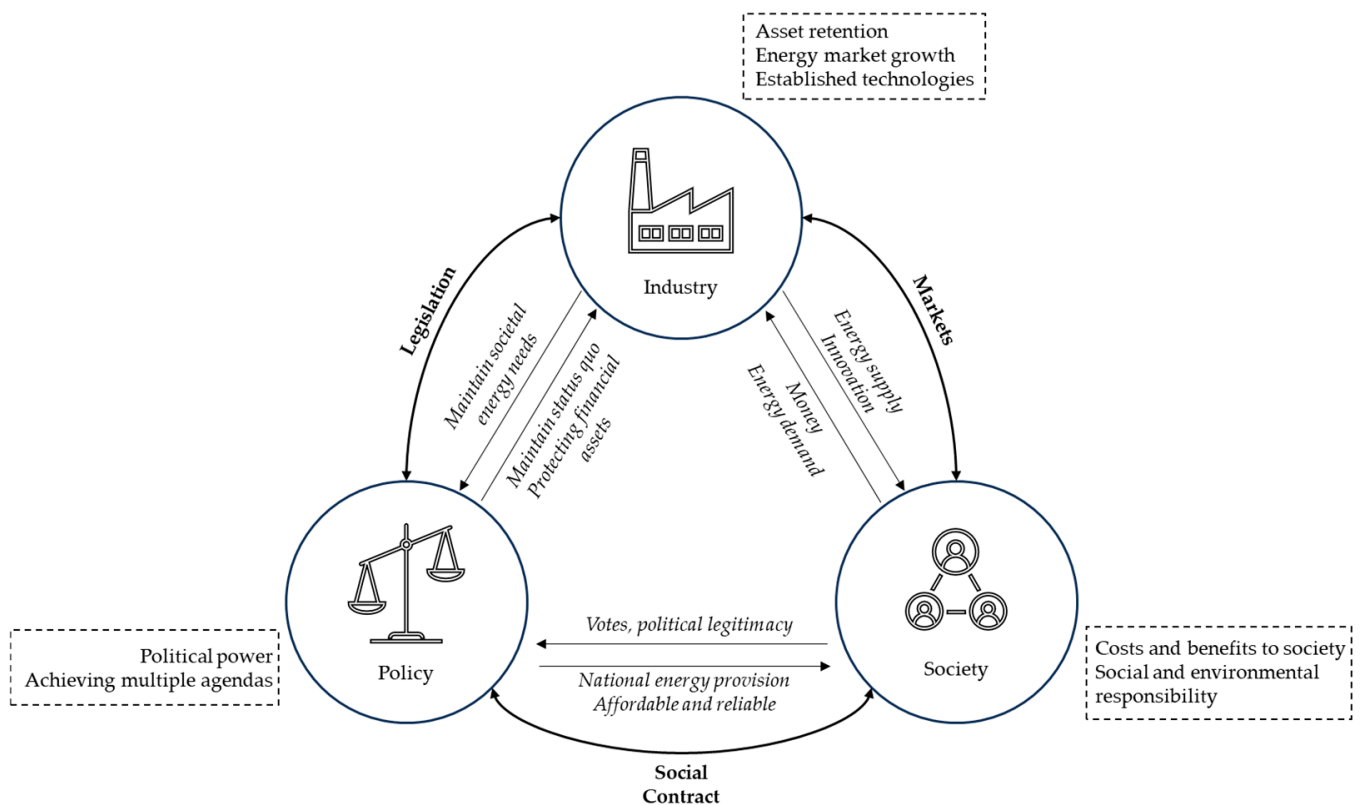 Asset retention
Energy market growth
Established technologies
Industry
Legislation
Markets
Maintain societal
energy needs
Maintain status quo
Protecting financial
assets
Energy supply
Innovation
Money
Energy demand
Votes, political legitimacy
National energy provision
Affordable and reliable
Political power
Achieving multiple agendas
Policy
Society
Costs and benefits to society
Social and environmental
responsibility
Social
Contract